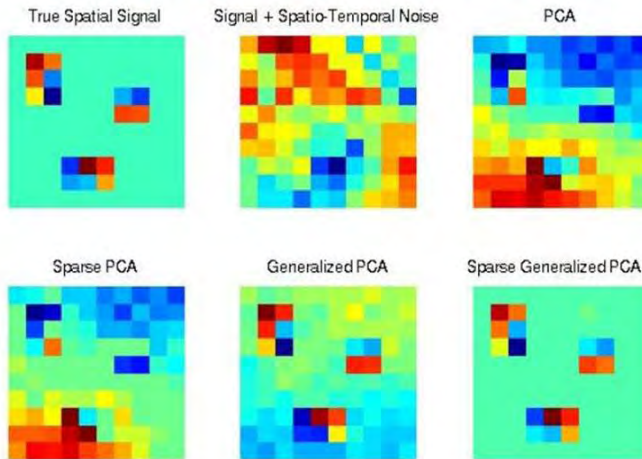 True Spatial Signal
Signal + Spatio-Temporal Noise
PCA
Sparse PCA
Generalized PCA
Sparse Generalized PCA